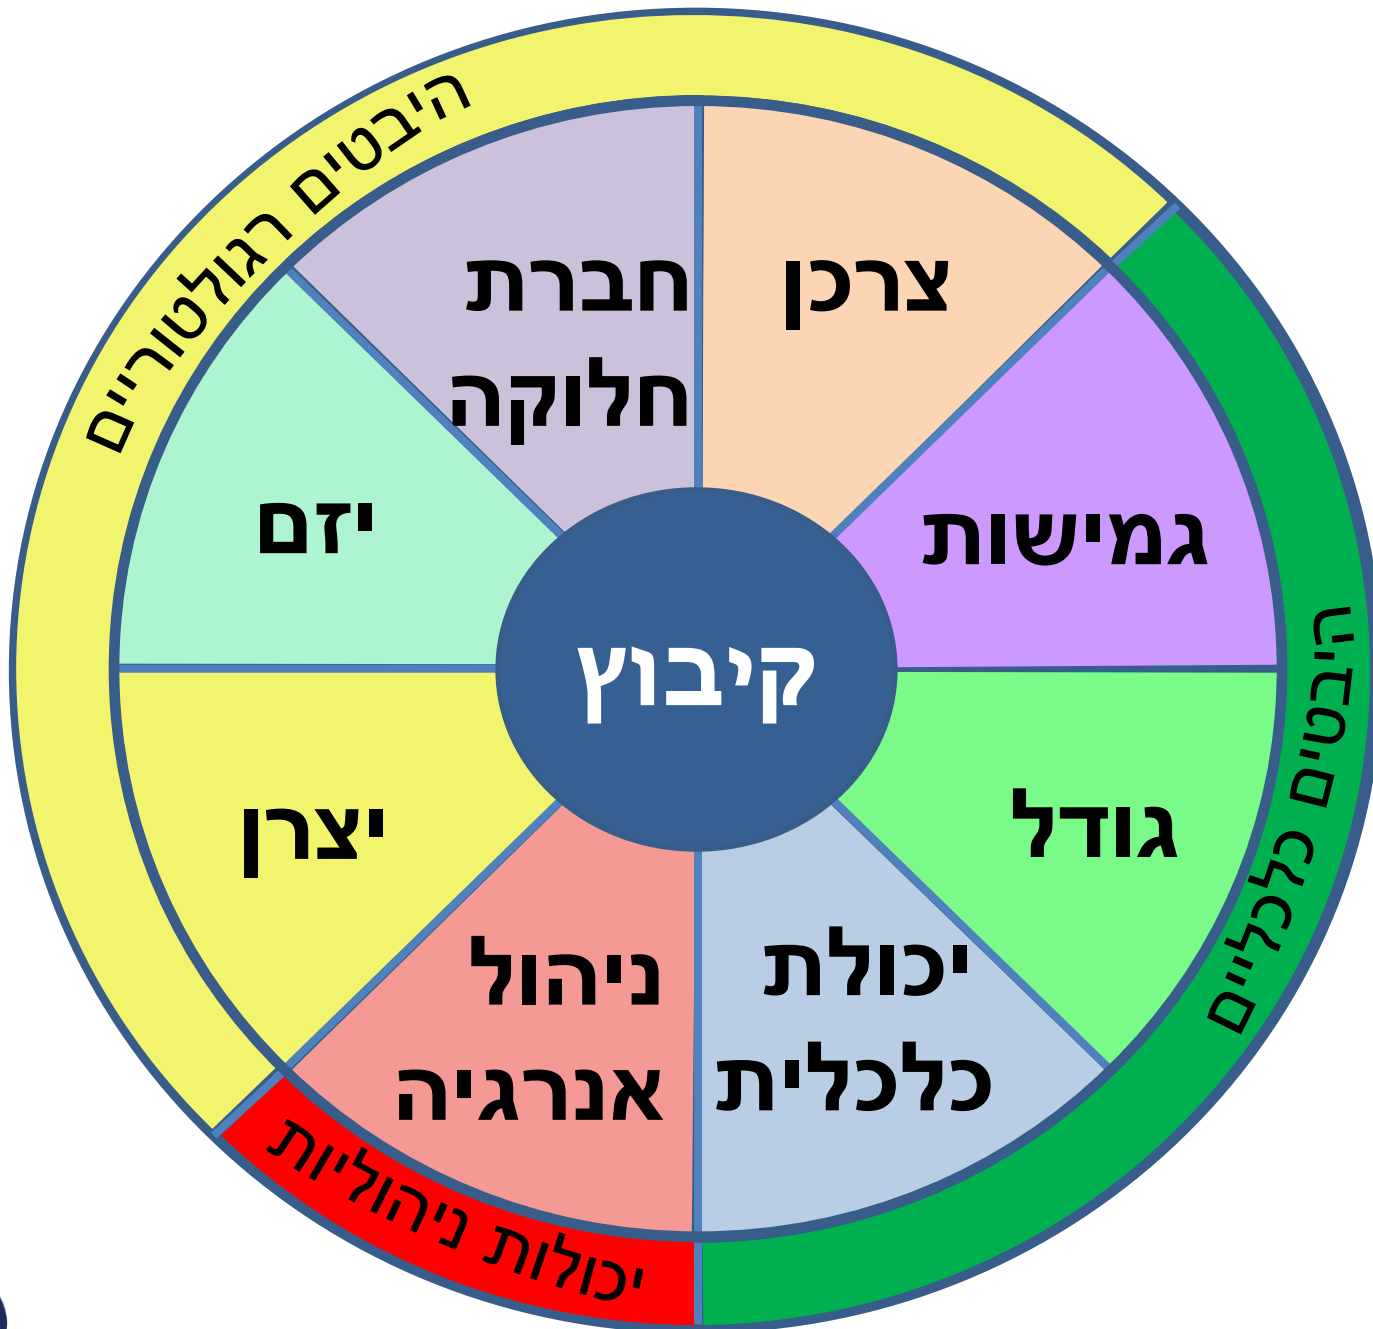 היבטים רגולטוריים
חברת
חלוקה
צרכן
גמישות
יזם
קיבוץ
היבטים כלכליים
גודל
יצרן
ניהול
אנרגיה
יכולת
כלכלית
יכולות ניהוליות